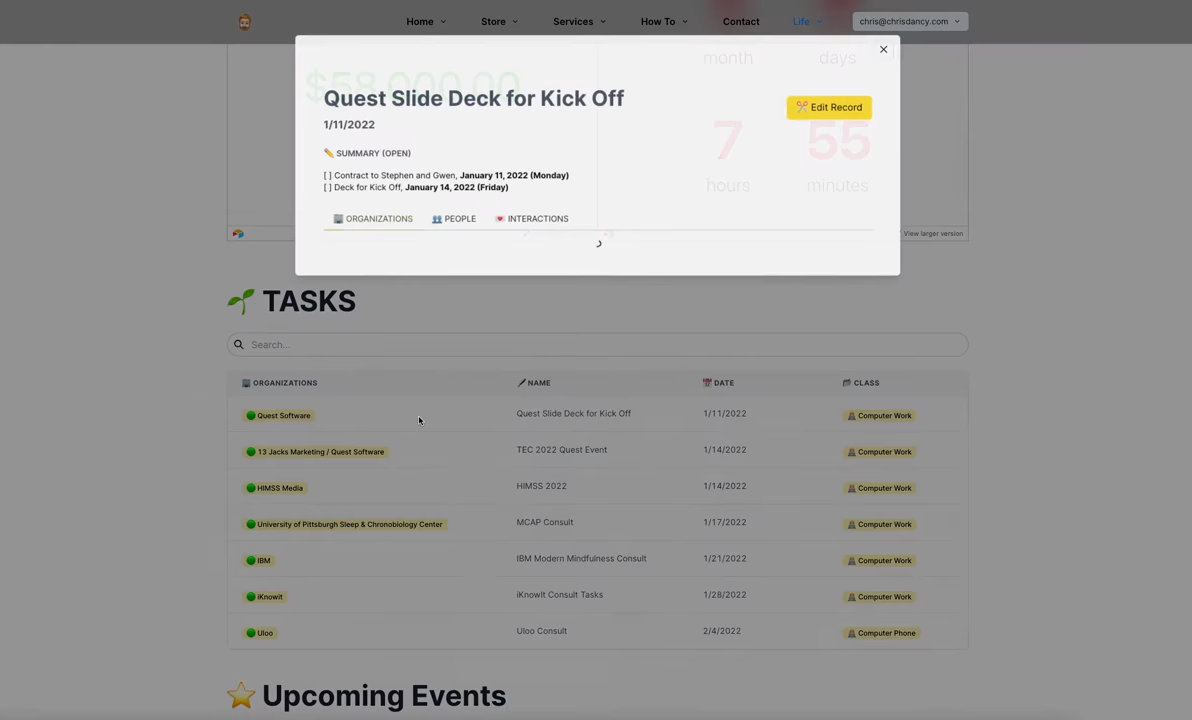 Home Store Services How To Contact Life chris@chrisdancy.com
month days
$58,000.00
Quest Slide Deck for Kick Off
Edit Record
1/11/2022
7 55
SUMMARY (OPEN)
[ ] Contract to Stephen and Gwen, January 11, 2022 (Monday)
hours minutes
[ ] Deck for Kick Off, January 14, 2022 (Friday)
ORGANIZATIONS PEOPLE INTERACTIONS
View larger version
TASKS
Search...
ORGANIZATIONS NAME DATE CLASS
Quest Software Quest Slide Deck for Kick Off 1/11/2022 Computer Work
13 Jacks Marketing / Quest Software TEC 2022 Quest Event 1/14/2022 Computer Work
HIMSS Media HIMSS 2022 1/14/2022 Computer Work
University of Pittsburgh Sleep & Chronobiology Center MCAP Consult 1/17/2022 Computer Work
IBM IBM Modern Mindfulness Consult 1/21/2022 Computer Work
iKnowit iKnowIt Consult Tasks 1/28/2022 Computer Work
Uloo Uloo Consult 2/4/2022 Computer Phone
Upcoming Events